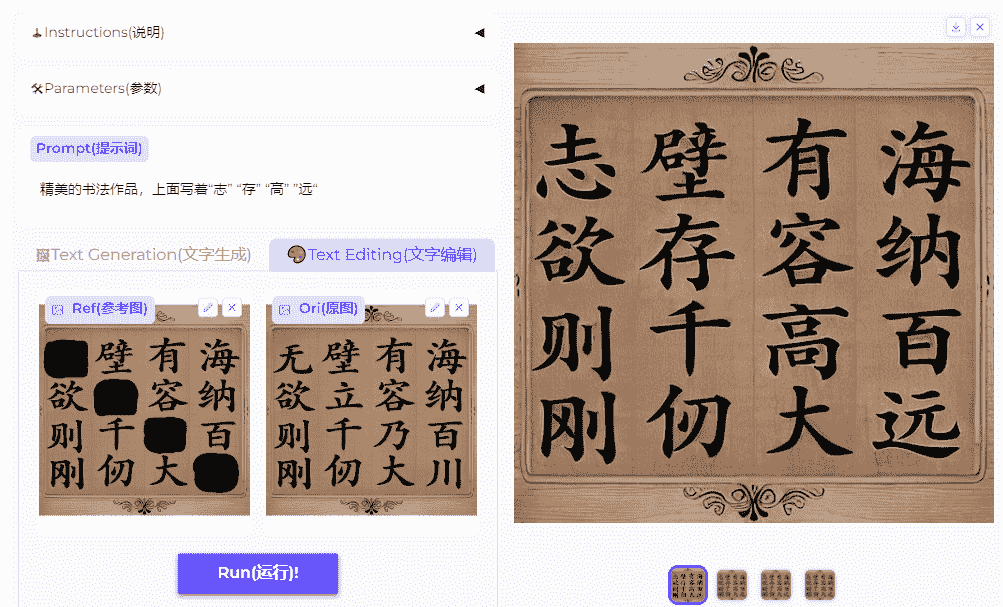 Instructions(说明)
Parameters(参数)
Prompt(提示词)
精美的书法作品，上面写着“志” “存” “高” ”远“
Text Generation(文字生成)
Text Editing(文字编辑)
Ref(参考图)
壁有海
欲容纳
则千百
刚仞大
Ori(原图)
无壁有海
欲立容纳
则千乃百
刚仞大川
Run(运行)!
志壁有海
欲存容纳
则千高百
刚仞大远